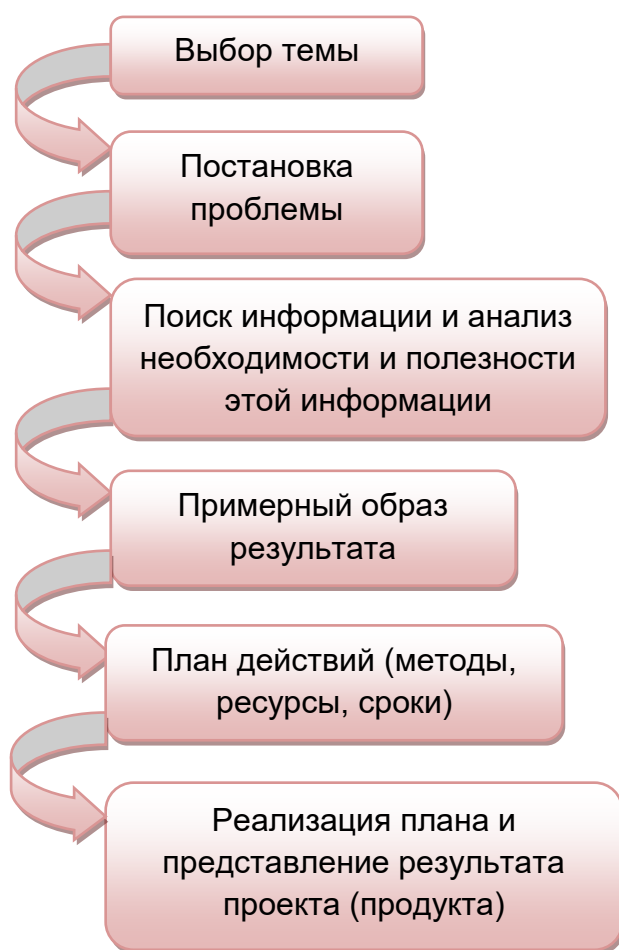 Выбор темы
Постановка
проблемы
Поиск информации и анализ
необходимости и полезности
этой информации
Примерный образ
результата
План действий (методы,
ресурсы, сроки)
Реализация плана и
представление результата
проекта (продукта)